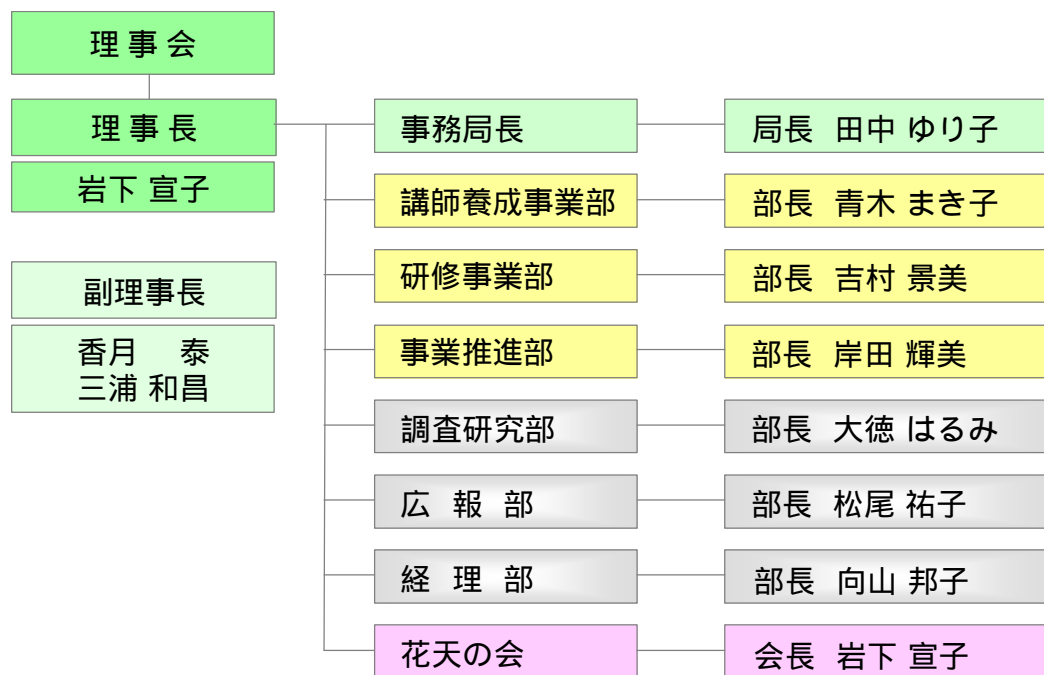 理 事 会
理 事 長
岩下 宣子
副理事長
香月　 泰
三浦 和昌
事務局長
局長 田中 ゆり子
講師養成事業部
部長 青木 まき子
研修事業部
部長 吉村 景美
事業推進部
部長 岸田 輝美
調査研究部
部長 大徳 はるみ
広 報 部
部長 松尾 祐子
経 理 部
部長 向山 邦子
花天の会
会長 岩下 宣子